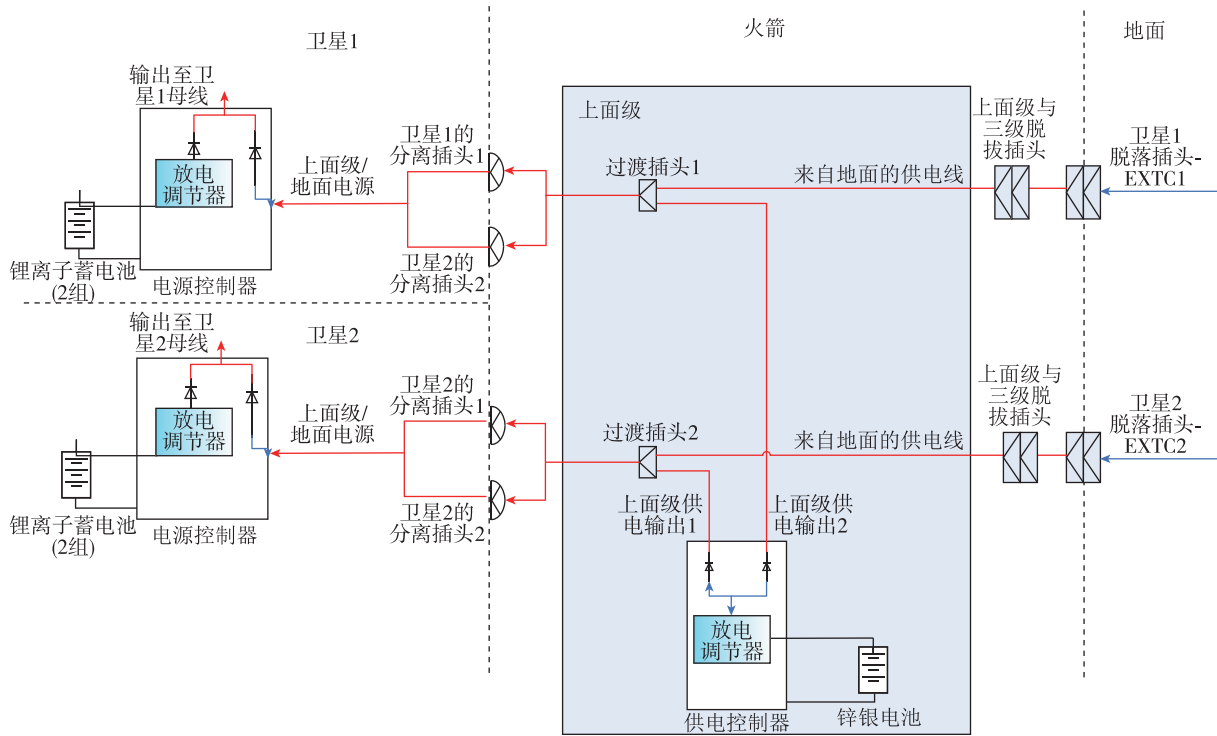 卫星1
火箭
地面
输出至卫
星1母线
放电
调节器
锂离子蓄电池
(2组)
电源控制器
上面级/
地面电源
卫星1的
分离插头1
卫星2的
分离插头2
上面级
过渡插头1
来自地面的供电线
上面级与
三级脱
拔插头
卫星1
脱落插头-
EXTC1
输出至卫
星2母线
卫星2
放电
调节器
锂离子蓄电池
(2组)
电源控制器
上面级/
地面电源
卫星2的
分离插头1
卫星2的
分离插头2
过渡插头2
来自地面的供电线
上面级与
三级脱
拔插头
卫星2
脱落插头-
EXTC2
上面级供
电输出1
上面级供
电输出2
放电
调节器
供电控制器
锌银电池